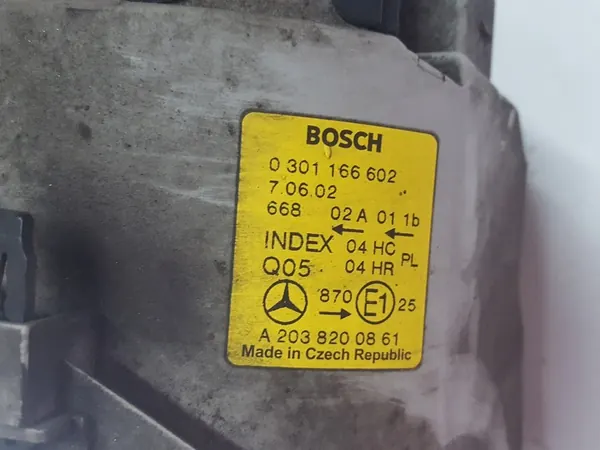 BOSCH
0 301 166 602
7.06.02
668 02 A 01 1b
INDEX 04 HC PL
Q05 04 HR
'870 E1 25
A 203 820 08 61
Made in Czech Republic